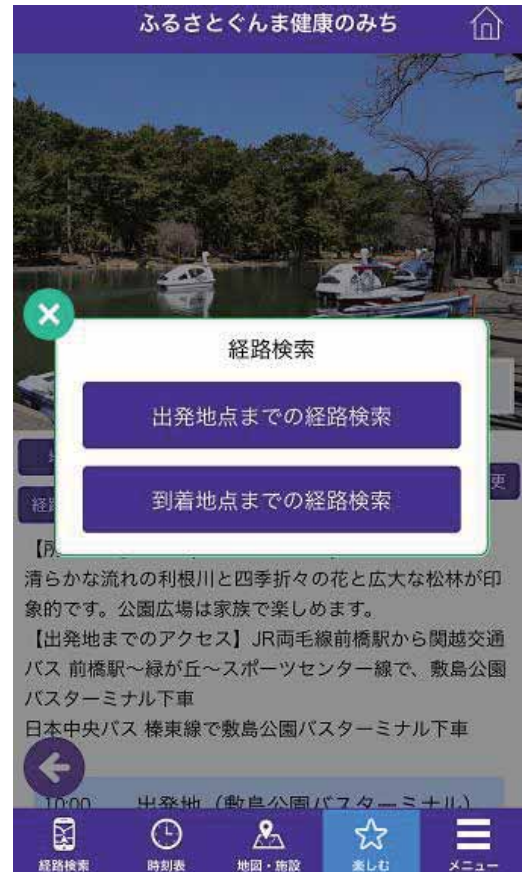 ふるさとぐんま健康のみち
経路検索
出発地点までの経路検索
到着地点までの経路検索
更
経
【所
清らかな流れの利根川と四季折々の花と広大な松林が印
象的です。公園広場は家族で楽しめます。
【出発地までのアクセス】JR両毛線前橋駅から関越交通
バス 前橋駅～緑が丘～スポーツセンター線で、敷島公園
バスターミナル下車
日本中央バス 榛東線で敷島公園バスターミナル下車
10:00 出発地（敷島公園バスターミナル）
経路検索 時刻表 地図・施設 楽しむ メニュー